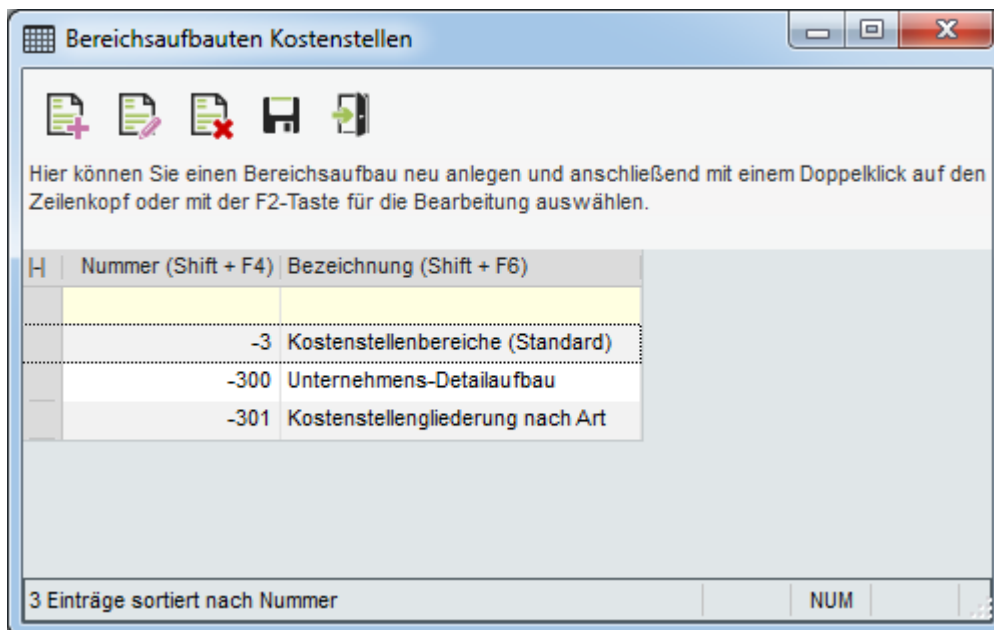 Bereichsaufbauten Kostenstellen
Hier können Sie einen Bereichsaufbau neu anlegen und anschließend mit einem Doppelklick auf den
Zeilenkopf oder mit der F2-Taste für die Bearbeitung auswählen.
Nummer (Shift + F4) Bezeichnung (Shift + F6)
-3 Kostenstellenbereiche (Standard)
-300 Unternehmens-Detailaufbau
-301 Kostenstellengliederung nach Art
3 Einträge sortiert nach Nummer NUM